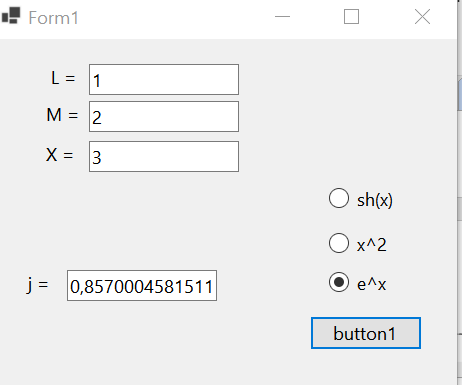 Form1
L = 1
M = 2
X = 3
sh(x)
x^2
j = 0,8570004581511
e^x
button1